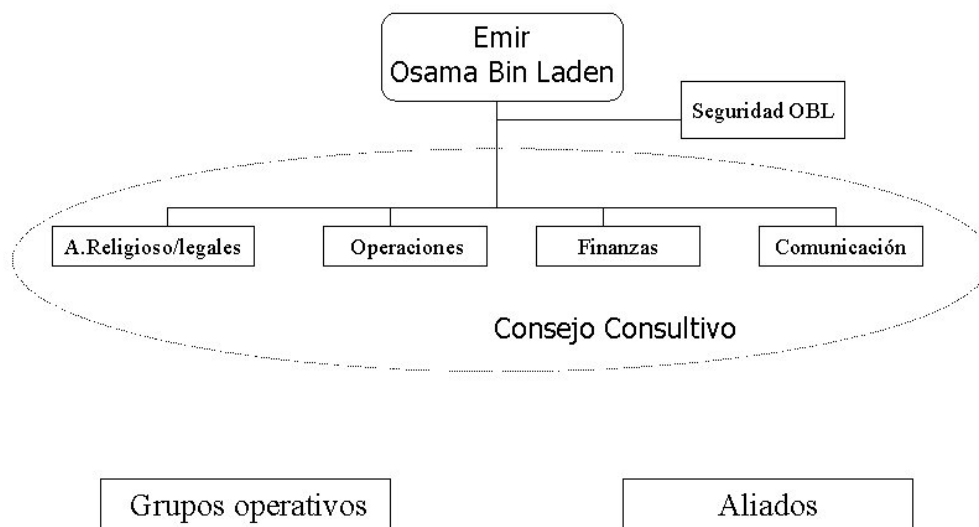 Emir
Osama Bin Laden
Seguridad OBL
A.Religioso/legales
Operaciones
Finanzas
Comunicación
Consejo Consultivo
Grupos operativos
Aliados